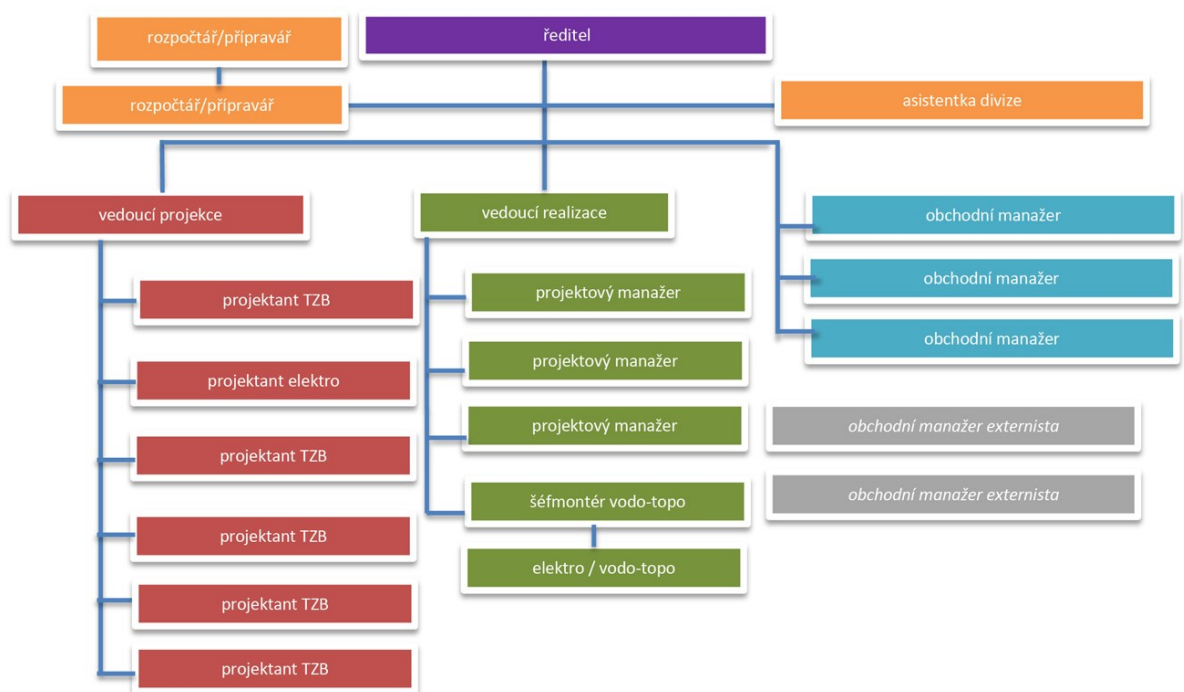 rozpočtář/přípravář
ředitel
rozpočtář/přípravář
asistentka divize
vedoucí projekce
vedoucí realizace
obchodní manažer
obchodní manažer
obchodní manažer
projektant TZB
projektant elektro
projektant TZB
projektant TZB
projektant TZB
projektant TZB
projektový manažer
projektový manažer
projektový manažer
šéfmontér vodo-topo
elektro / vodo-topo
obchodní manažer externista
obchodní manažer externista